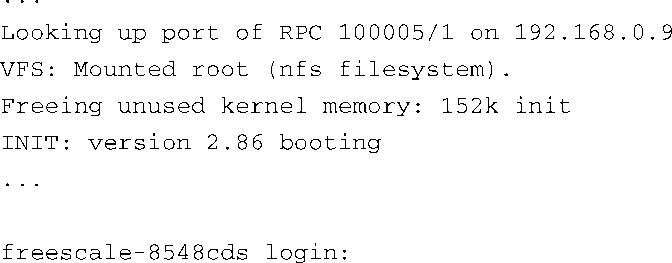 ...
Looking up port of RPC 100005/1 on 192.168.0.9
VFS: Mounted root (nfs filesystem).
Freeing unused kernel memory: 152k init
INIT: version 2.86 booting
...
freescale-8548cds login: